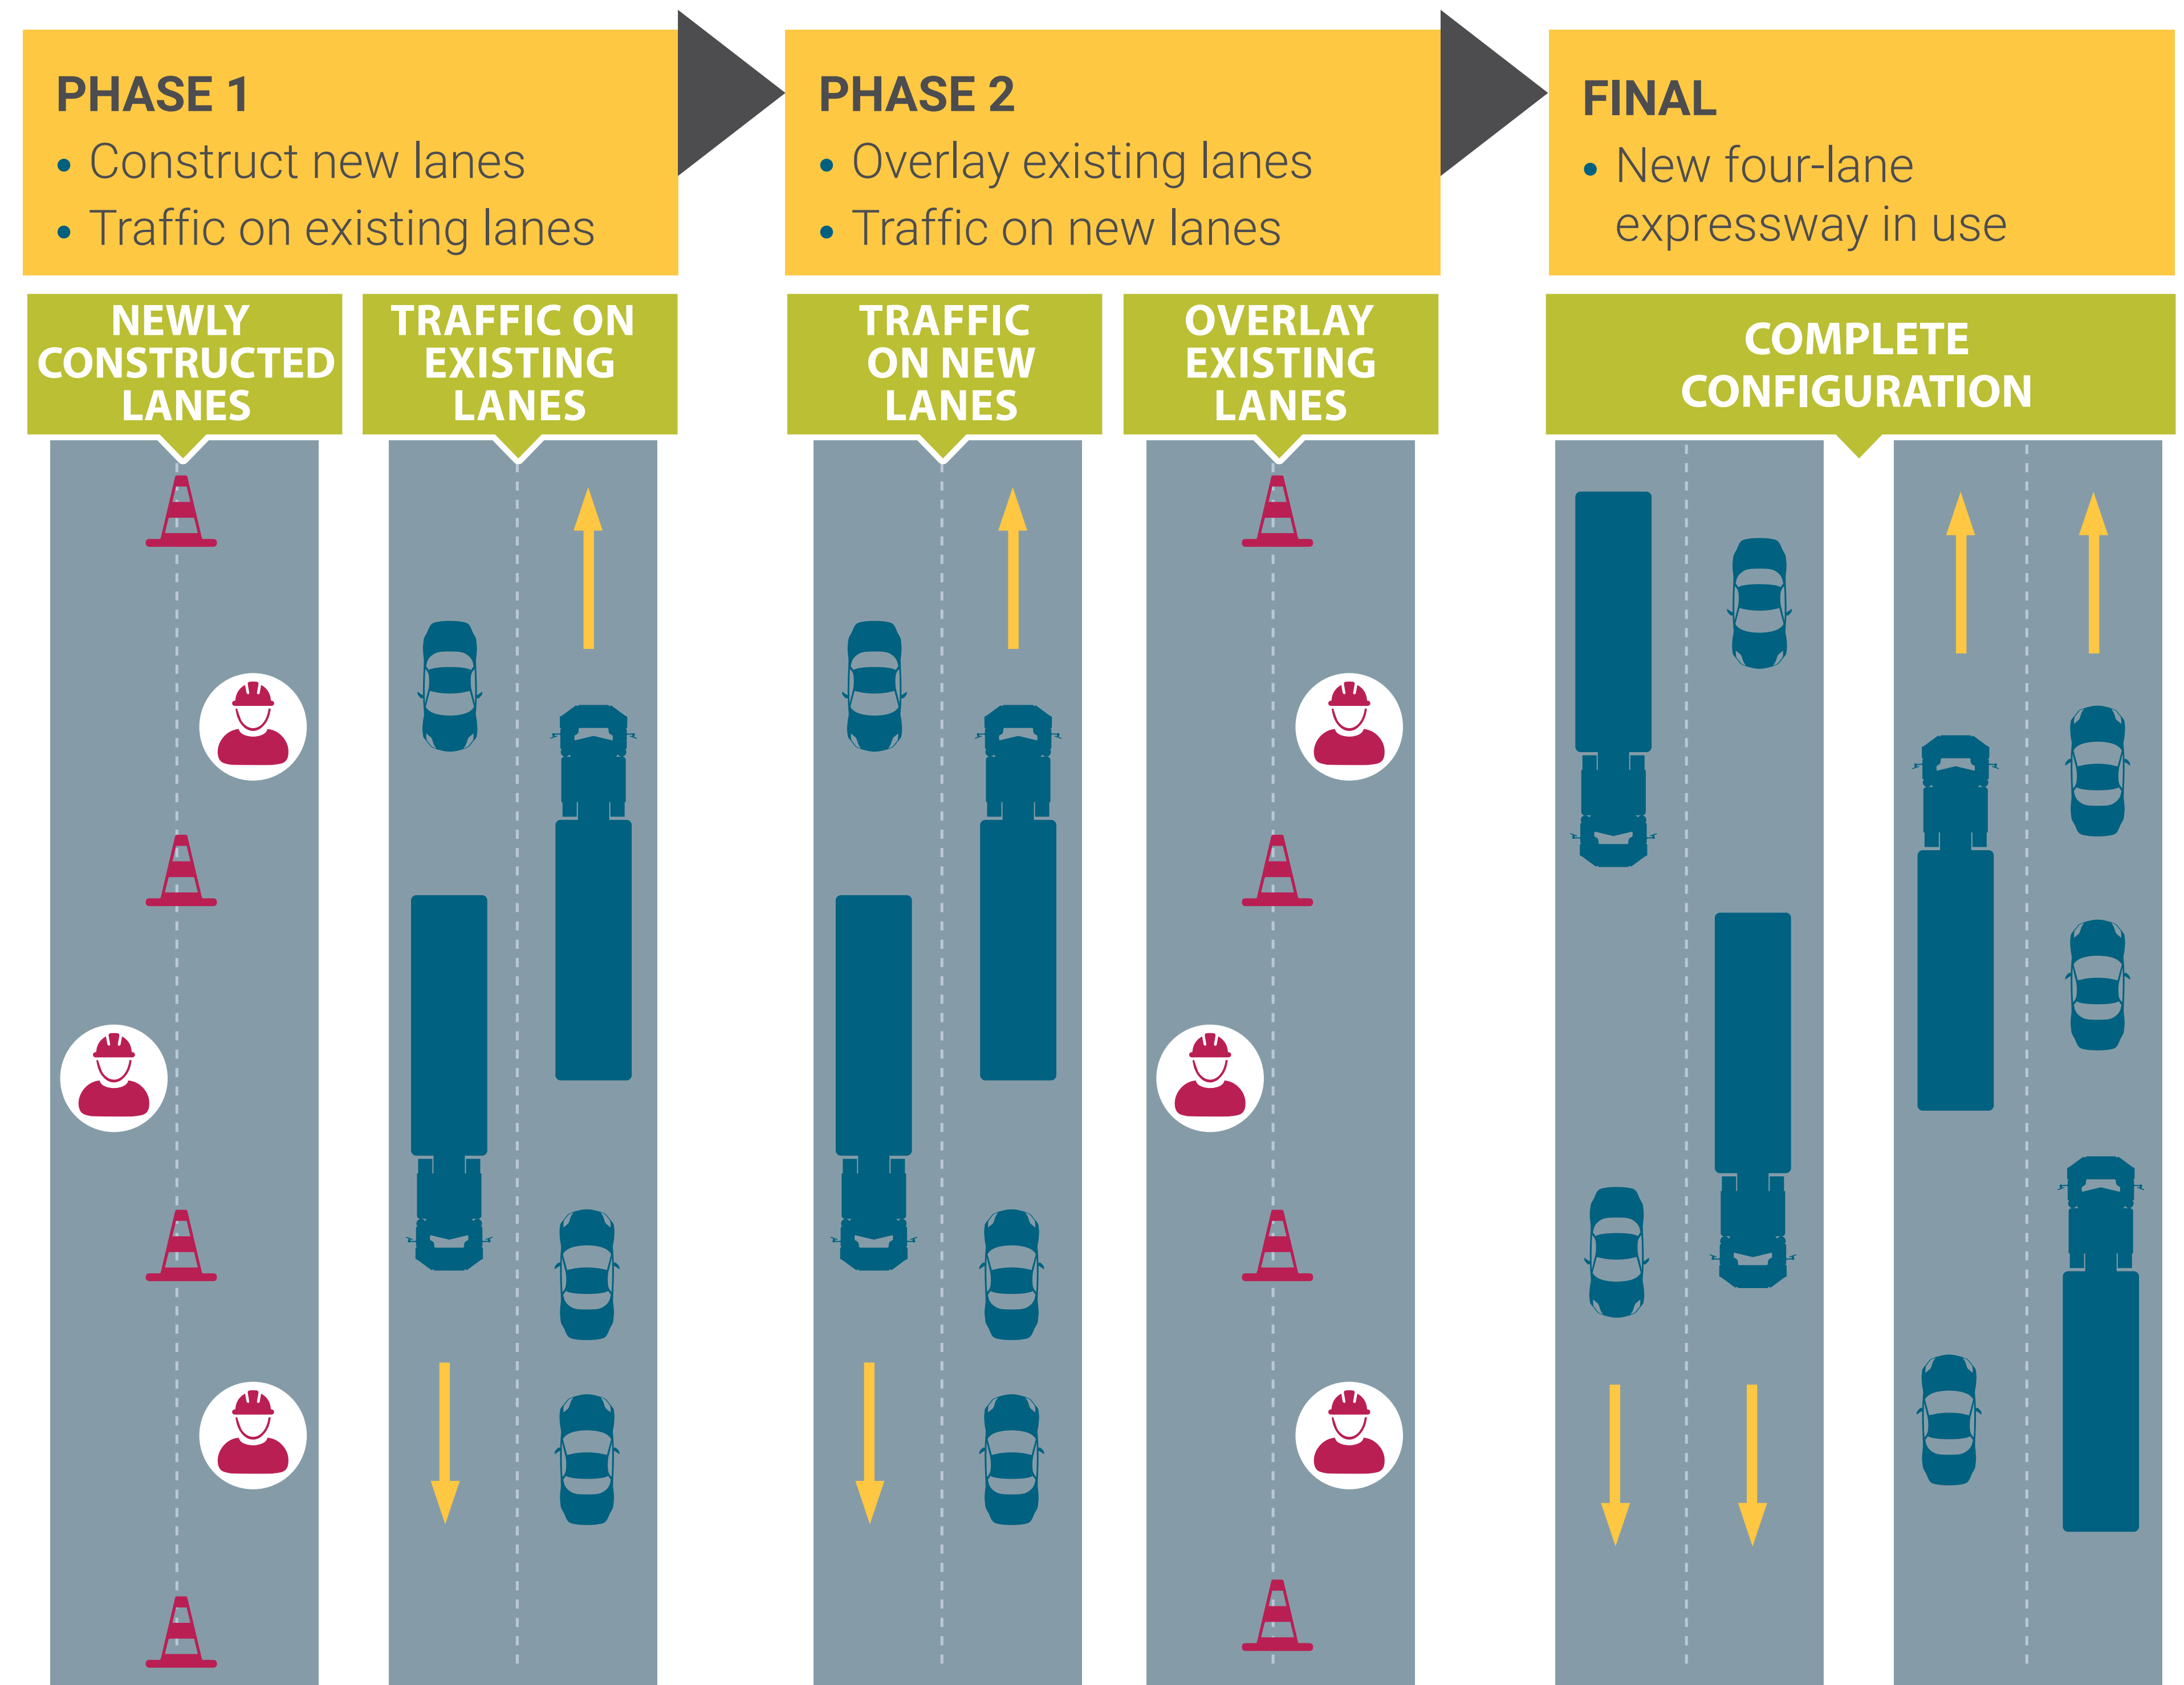 PHASE 1
• Construct new lanes
• Traffic on existing lanes
PHASE 2
• Overlay existing lanes
• Traffic on new lanes
FINAL
• New four-lane
expressway in use
NEWLY
CONSTRUCTED
LANES
TRAFFIC ON
EXISTING
LANES
TRAFFIC
ON NEW
LANES
OVERLAY
EXISTING
LANES
COMPLETE
CONFIGURATION